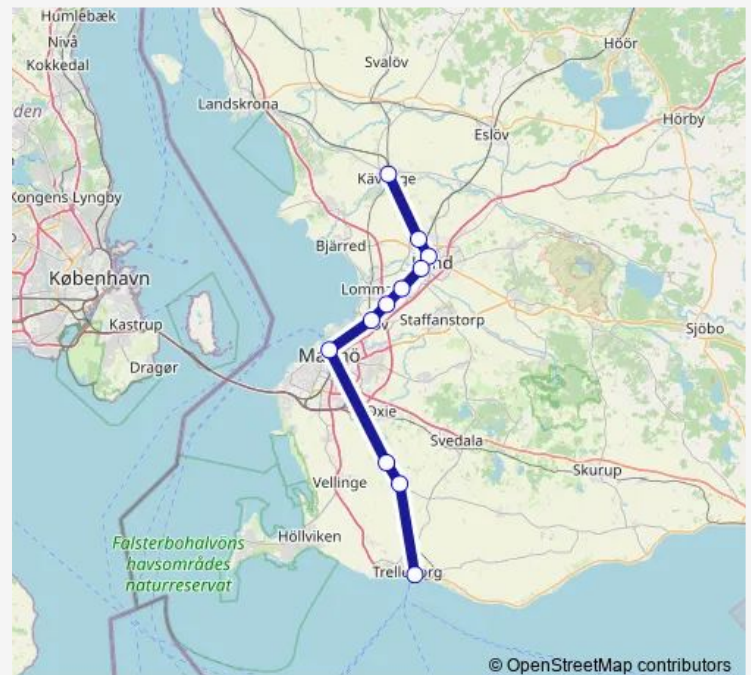 Humlebæk
Nivå
Kokkedal
Svalöv
Höör
Landskrona
Hörby
Eslöv
Kongens Lyngby
Bjärred
København
Kastrup
Staffanstorp
Sjöbo
Dragør
Oxie
Svedala
Skurup
Vellinge
Höllviken
Falsterbohalvöns
havsområdes
naturreservat
© OpenStreetMap contributors